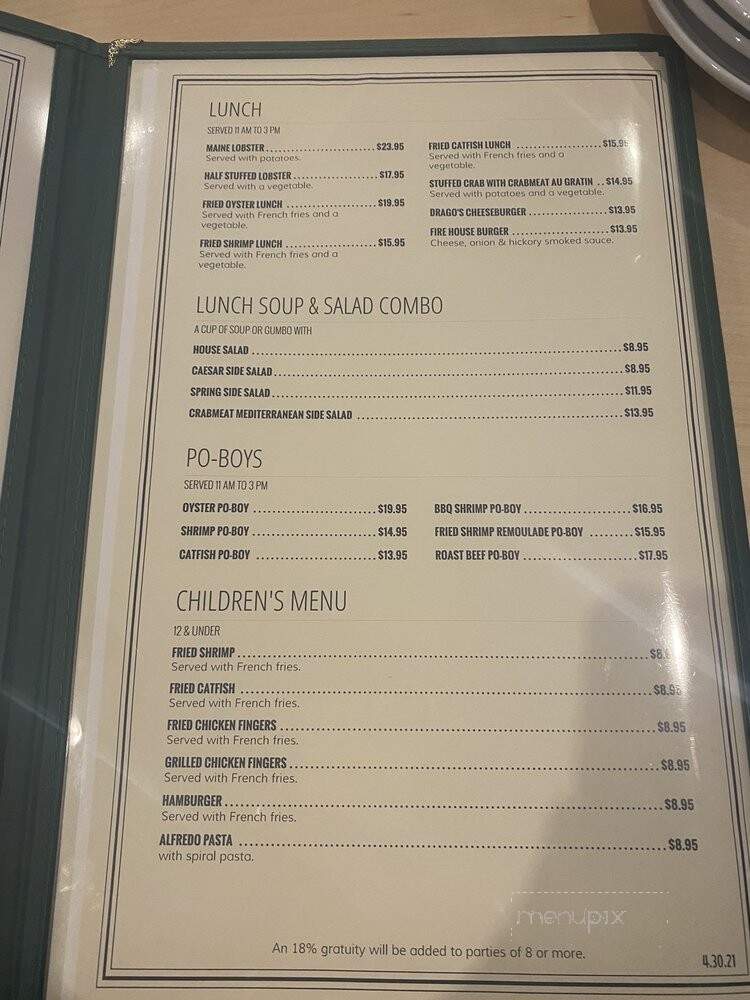 LUNCH
SERVED 11 AM TO 3 PM
MAINE LOBSTER ........ $23.95
Served with potatoes.
HALF STUFFED LOBSTER ........ $17.95
Served with a vegetable.
FRIED OYSTER LUNCH ........ $19.95
Served with French fries and a
vegetable.
FRIED SHRIMP LUNCH ........ $15.95
Served with French fries and a
vegetable.
FRIED CATFISH LUNCH ........ $15.95
Served with French fries and a
vegetable.
STUFFED CRAB WITH CRABMEAT AU GRATIN .. $14.95
Served with potatoes and a vegetable.
DRAGO'S CHEESEBURGER ........ $13.95
FIRE HOUSE BURGER ........ $13.95
Cheese, onion & hickory smoked sauce.
LUNCH SOUP & SALAD COMBO
A CUP OF SOUP OR GUMBO WITH
HOUSE SALAD ........ $8.95
CAESAR SIDE SALAD ........ $8.95
SPRING SIDE SALAD ........ $11.95
CRABMEAT MEDITERRANEAN SIDE SALAD ........ $13.95
PO-BOYS
SERVED 11 AM TO 3 PM
OYSTER PO-BOY ........ $19.95
SHRIMP PO-BOY ........ $14.95
CATFISH PO-BOY ........ $13.95
BBQ SHRIMP PO-BOY ........ $16.95
FRIED SHRIMP REMOULADE PO-BOY ........ $15.95
ROAST BEEF PO-BOY ........ $17.95
CHILDREN'S MENU
12 & UNDER
FRIED SHRIMP ........
Served with French fries.
FRIED CATFISH ........ $8.95
Served with French fries.
FRIED CHICKEN FINGERS ........ $8.95
Served with French fries.
GRILLED CHICKEN FINGERS ........ $8.95
Served with French fries.
HAMBURGER ........ $8.95
Served with French fries.
ALFREDO PASTA ........ $8.95
with spiral pasta.
menupix
An 18% gratuity will be added to parties of 8 or more.
4.30.21